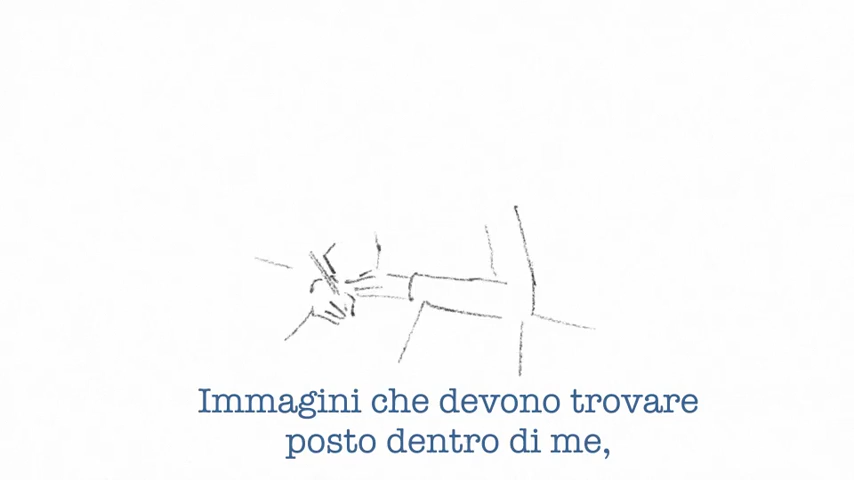 Immagini che devono trovare
posto dentro di me,